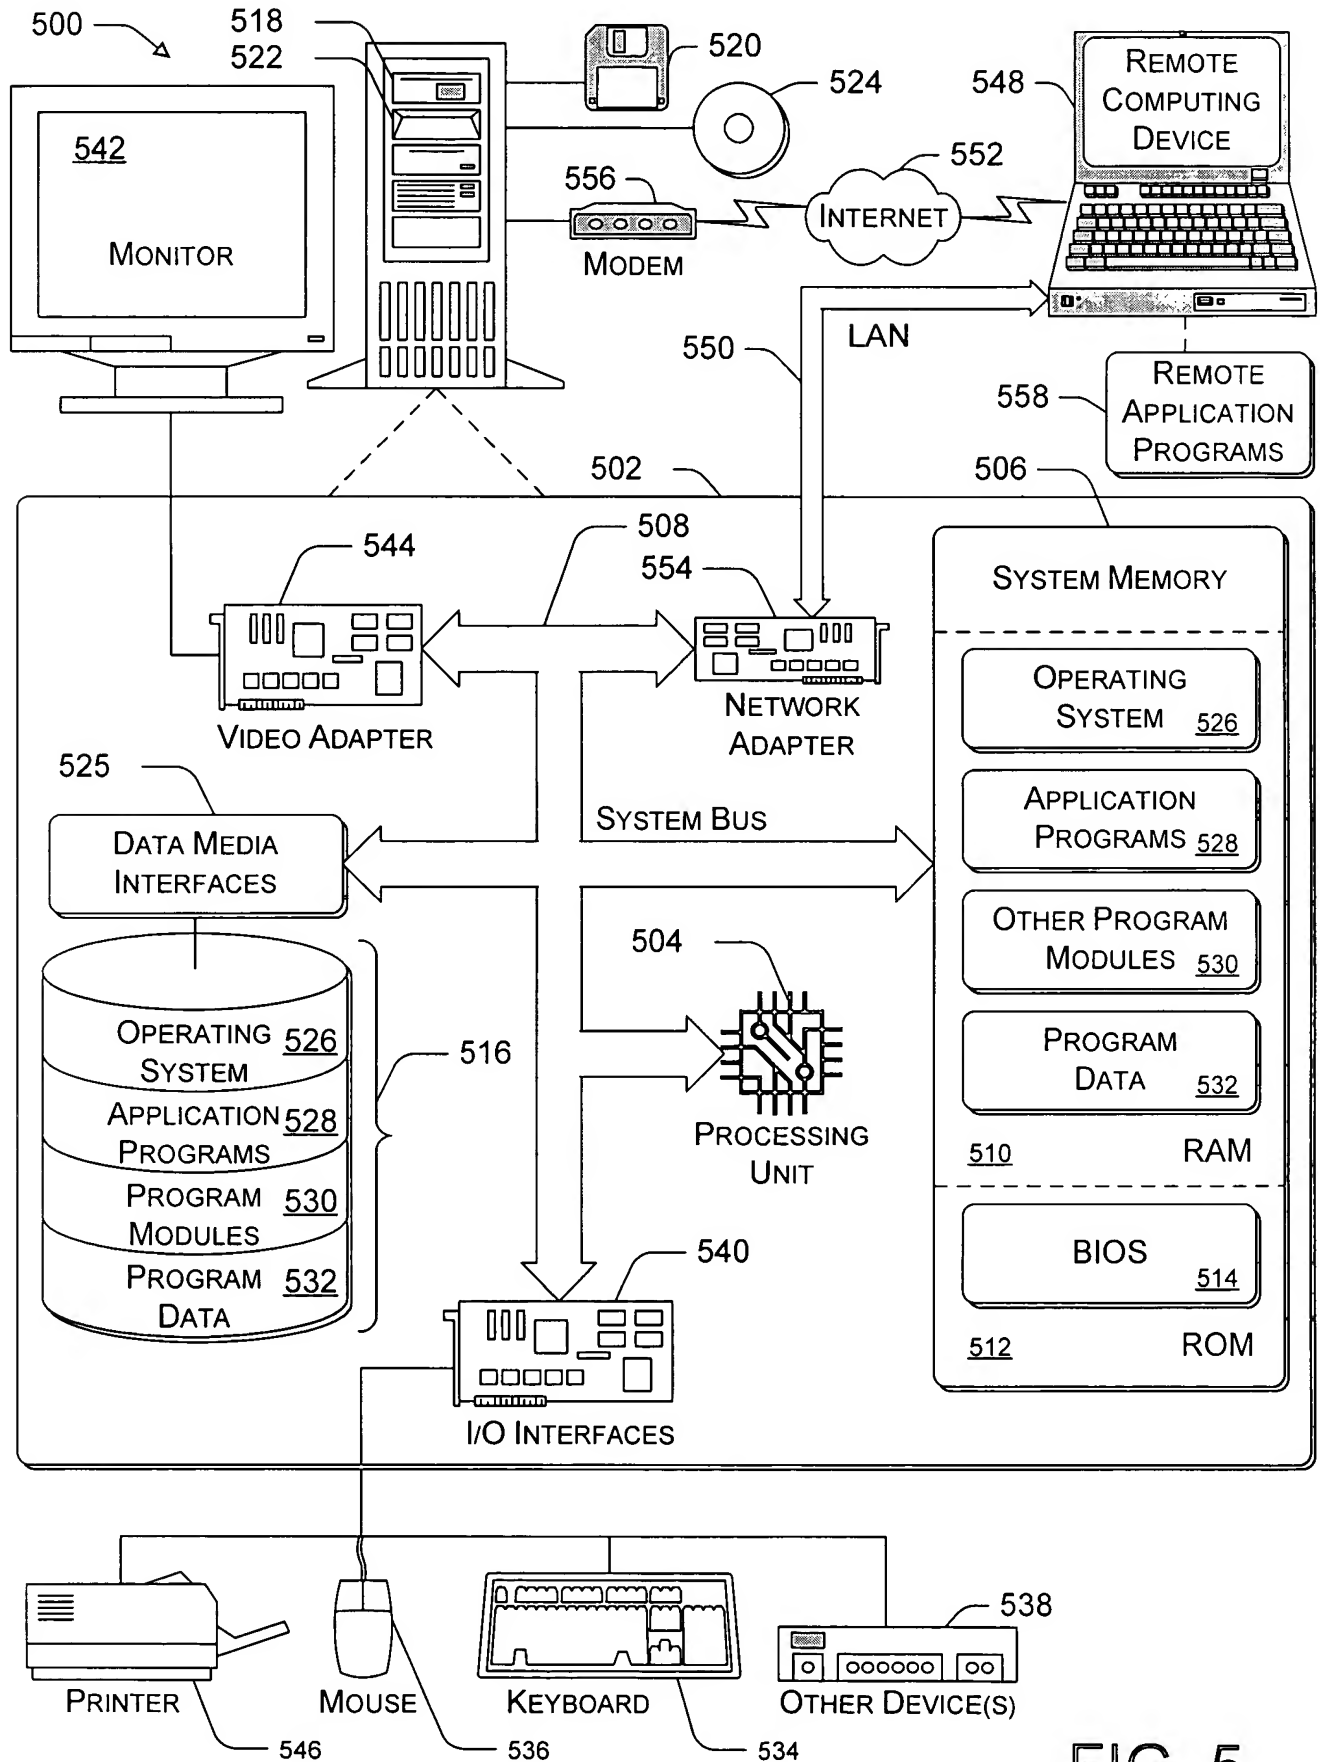 500
518
522
520
524
548
REMOTE
COMPUTING
DEVICE
542
MONITOR
556
MODEM
552
INTERNET
LAN
550
558
REMOTE
APPLICATION
PROGRAMS
502
506
544
508
554
VIDEO ADAPTER
NETWORK
ADAPTER
SYSTEM MEMORY
OPERATING
SYSTEM 526
APPLICATION
PROGRAMS 528
OTHER PROGRAM
MODULES 530
PROGRAM
DATA 532
510 RAM
BIOS
514
512 ROM
525
DATA MEDIA
INTERFACES
SYSTEM BUS
504
PROCESSING
UNIT
OPERATING 526
SYSTEM
APPLICATION 528
PROGRAMS
PROGRAM 530
MODULES
PROGRAM 532
DATA
516
540
I/O INTERFACES
PRINTER
546
MOUSE
536
KEYBOARD
534
538
OTHER DEVICE(S)
FIG. 5